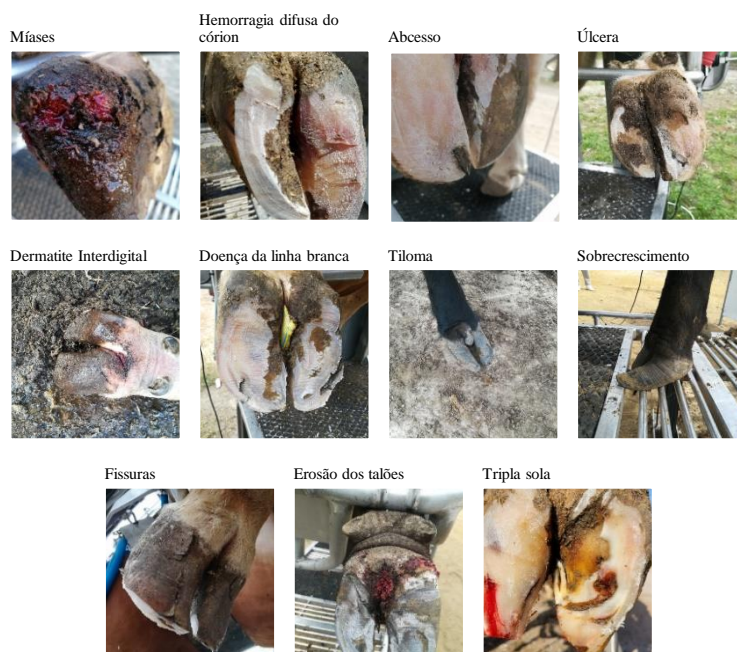 Míases
Hemorragia difusa do
córion
Abcesso
Úlcera
Dermatite Interdigital
Doença da linha branca
Tiloma
Sobrecrescimento
Fissuras
Erosão dos talões
Tripla sola